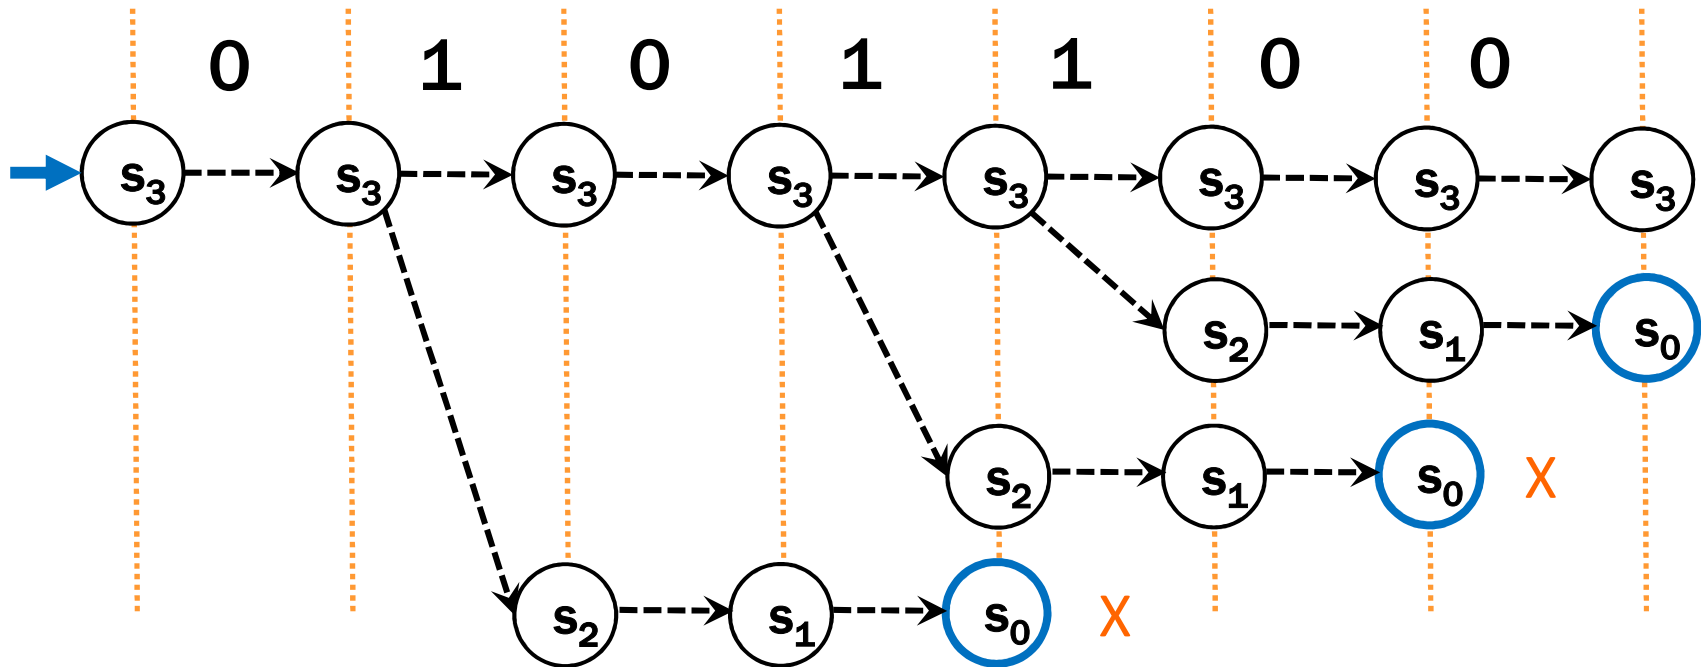 0 1 0 1 1 0 0
s₃ s₃ s₃ s₃ s₃ s₃ s₃ s₃
s₂ s₁ s₀
s₂ s₁ s₀ X
s₂ s₁ s₀ X